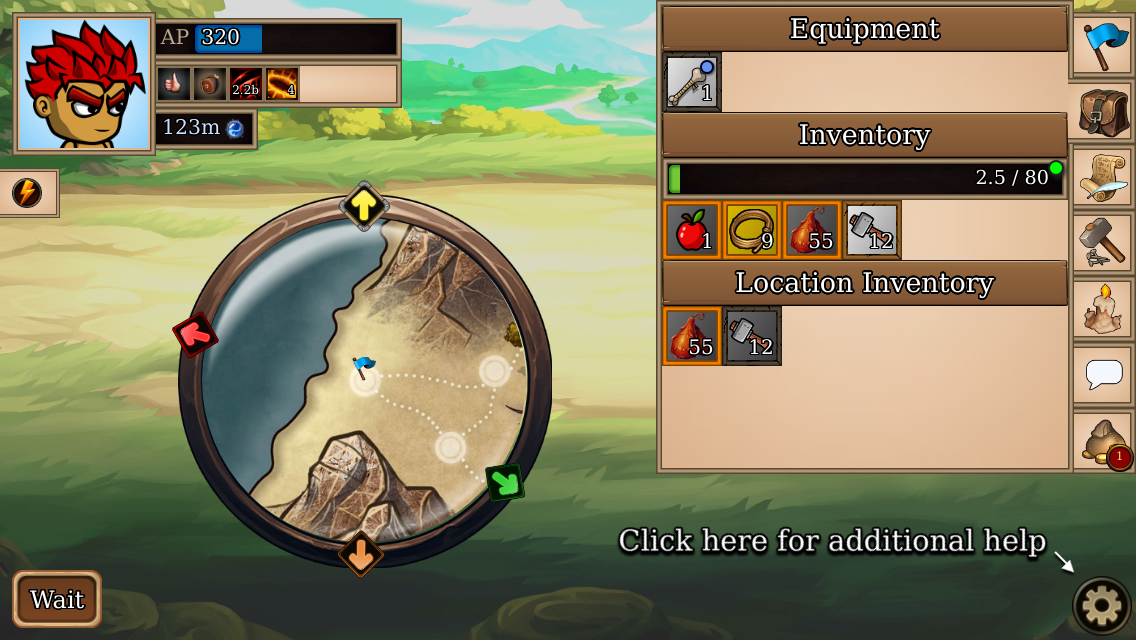 AP 320
2.2b 4
123m
Equipment
1
Inventory
2.5 / 80
1 9 55 12
Location Inventory
55 12
1
Click here for additional help
Wait